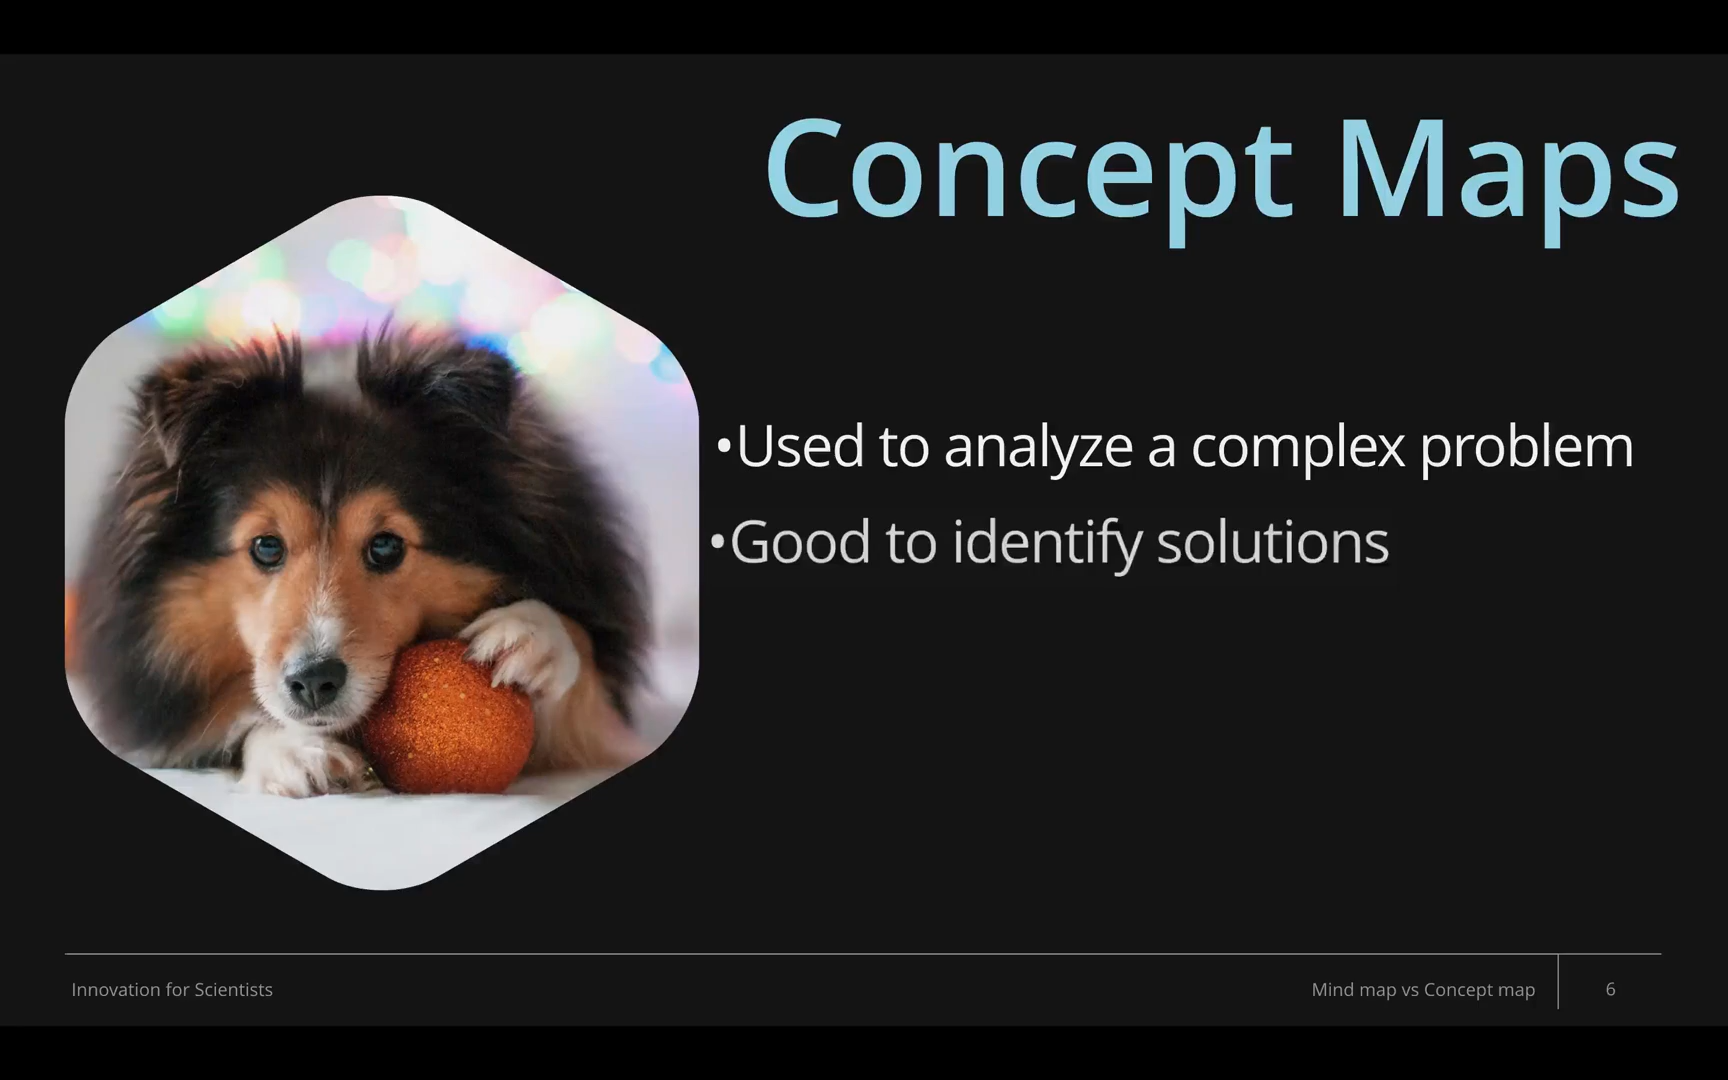 Concept Maps
•Used to analyze a complex problem
•Good to identify solutions
Innovation for Scientists
Mind map vs Concept map
6